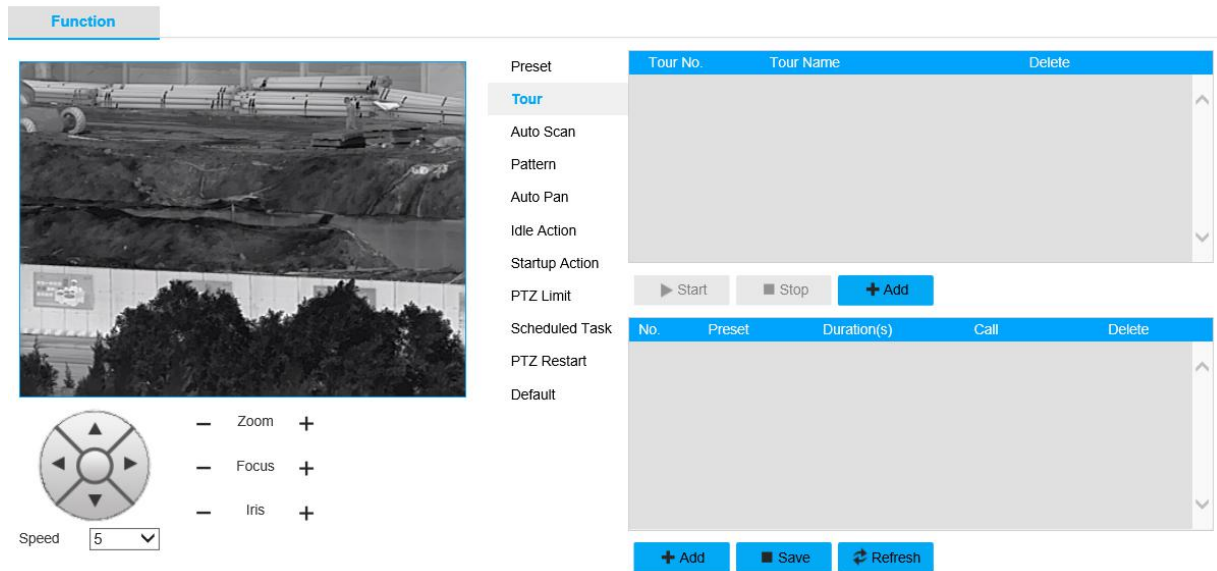 Function
Preset
Tour
Auto Scan
Pattern
Auto Pan
Idle Action
Startup Action
PTZ Limit
Scheduled Task
PTZ Restart
Default
Zoom
Focus
Iris
Speed 5
Tour No. Tour Name Delete
Start Stop Add
No. Preset Duration(s) Call Delete
Add Save Refresh